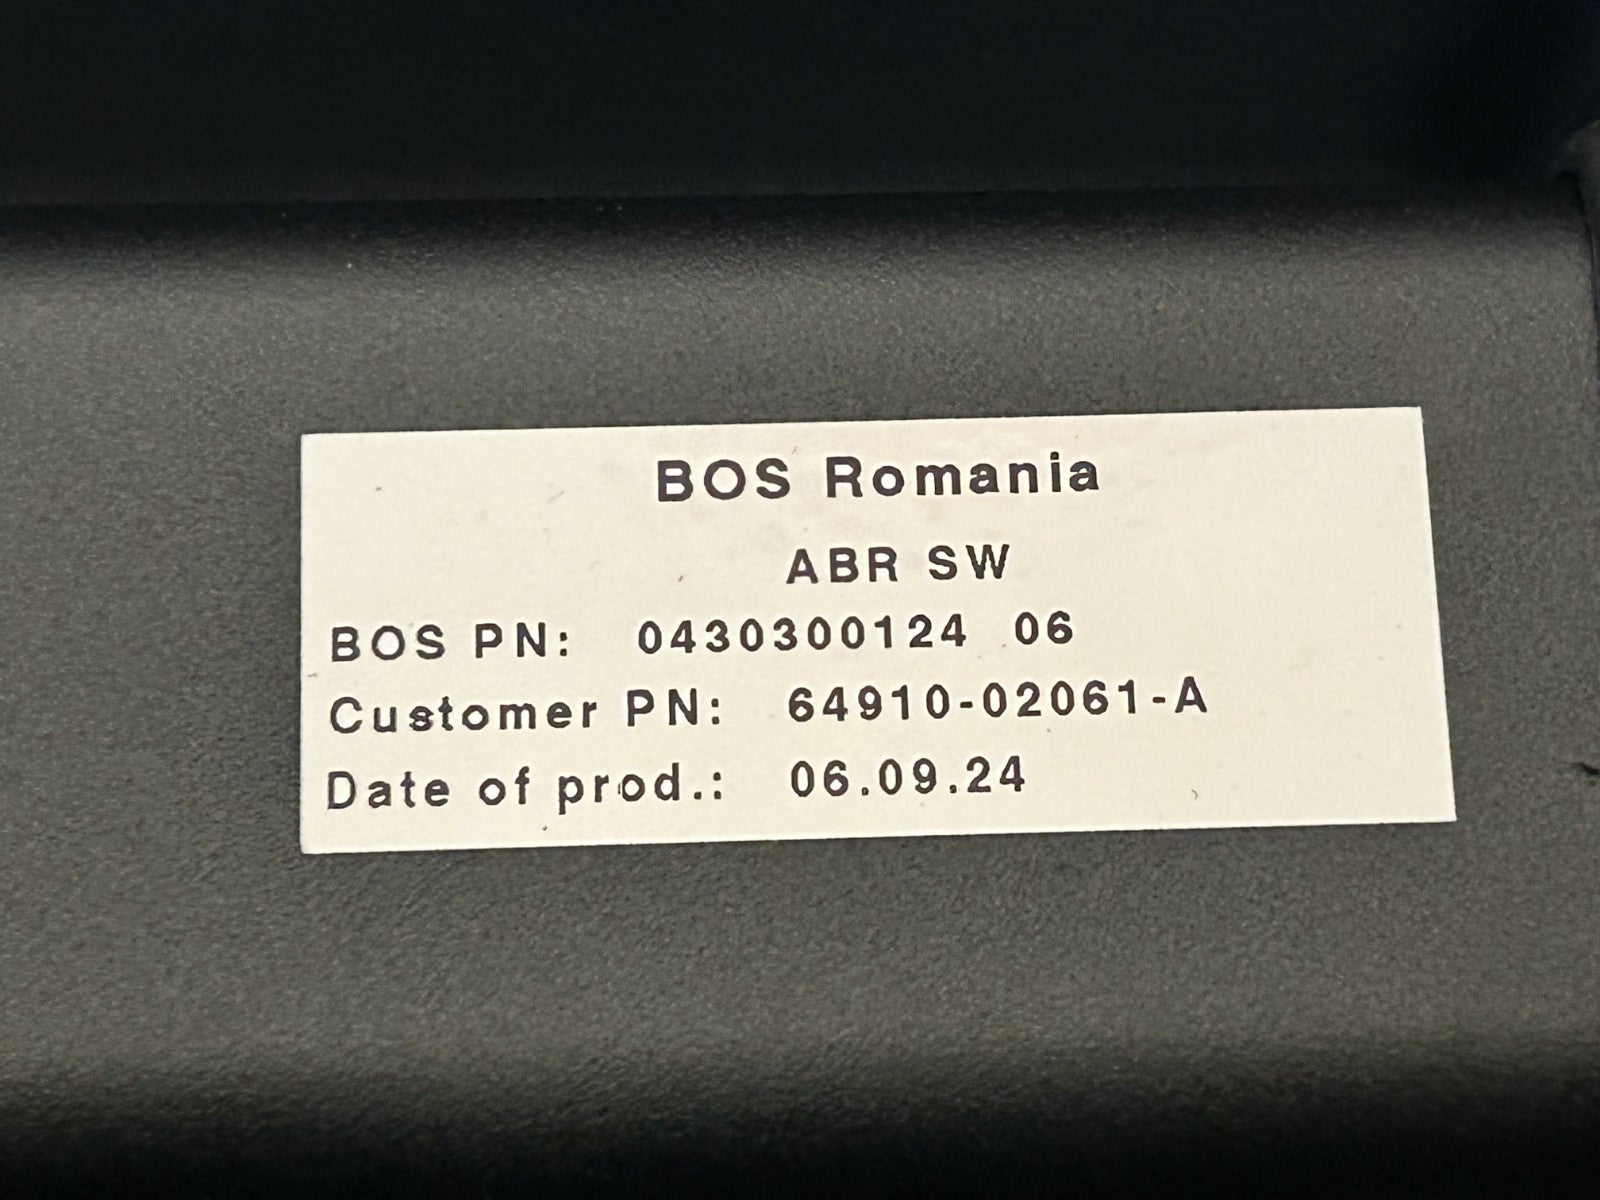 BOS Romania
ABR SW
BOS PN: 0430300124 06
Customer PN: 64910-02061-A
Date of prod.: 06.09.24